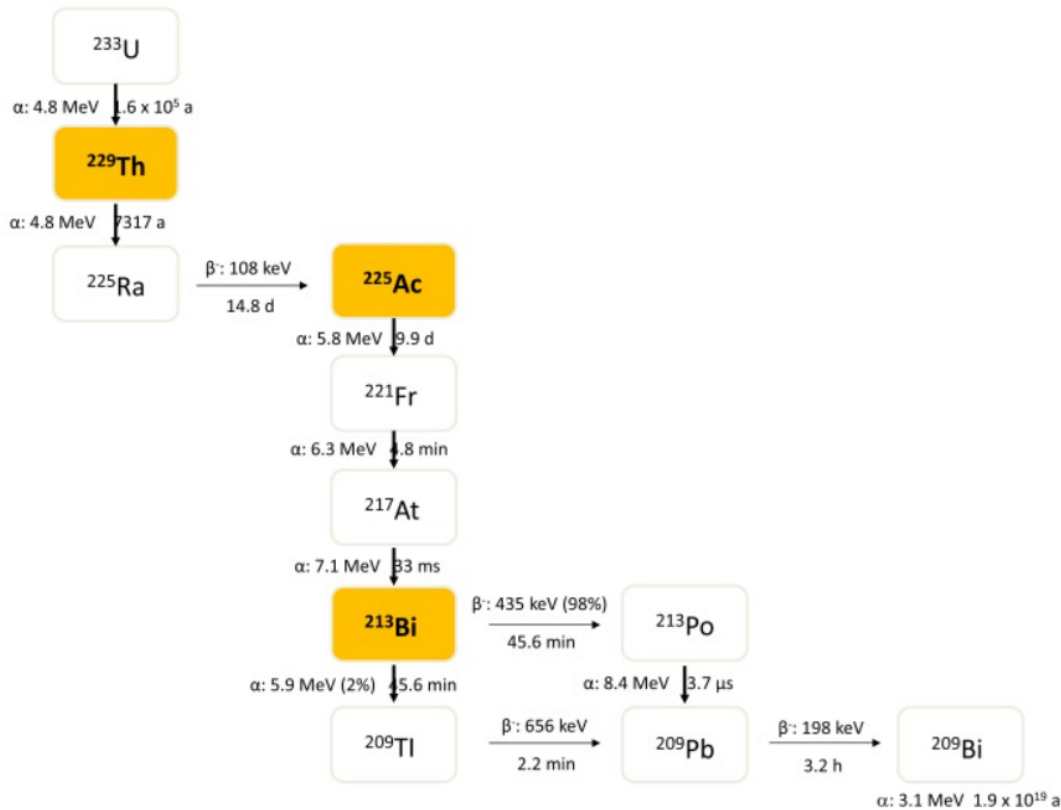 ²³³U
α: 4.8 MeV 1.6 x 10⁵ a
²²⁹Th
α: 4.8 MeV 7317 a
²²⁵Ra
β⁻: 108 keV
14.8 d
²²⁵Ac
α: 5.8 MeV 9.9 d
²²¹Fr
α: 6.3 MeV 4.8 min
²¹⁷At
α: 7.1 MeV 33 ms
²¹³Bi
β⁻: 435 keV (98%)
45.6 min
²¹³Po
α: 5.9 MeV (2%) 45.6 min
α: 8.4 MeV 3.7 µs
²⁰⁹Tl
β⁻: 656 keV
2.2 min
²⁰⁹Pb
β⁻: 198 keV
3.2 h
²⁰⁹Bi
α: 3.1 MeV 1.9 x 10¹⁹ a